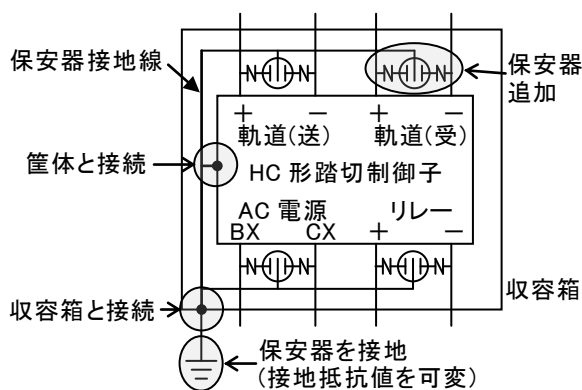 保安器接地線
保安器
追加
N N N N
+ − + −
軌道(送) 軌道(受)
筐体と接続
HC 形踏切制御子
AC 電源 リレー
BX CX + −
N N N N
収容箱
収容箱と接続
保安器を接地
(接地抵抗値を可変)